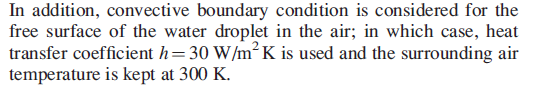 In addition, convective boundary condition is considered for the
free surface of the water droplet in the air; in which case, heat
transfer coefficient h=30 W/m² K is used and the surrounding air
temperature is kept at 300 K.